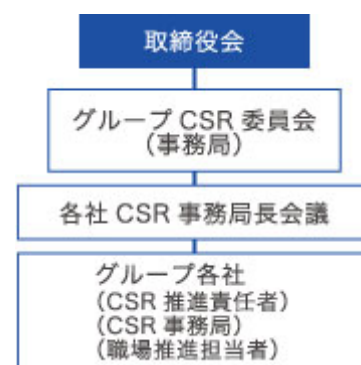 取締役会
グループ CSR 委員会
(事務局)
各社 CSR 事務局長会議
グループ各社
(CSR 推進責任者)
(CSR 事務局)
(職場推進担当者)